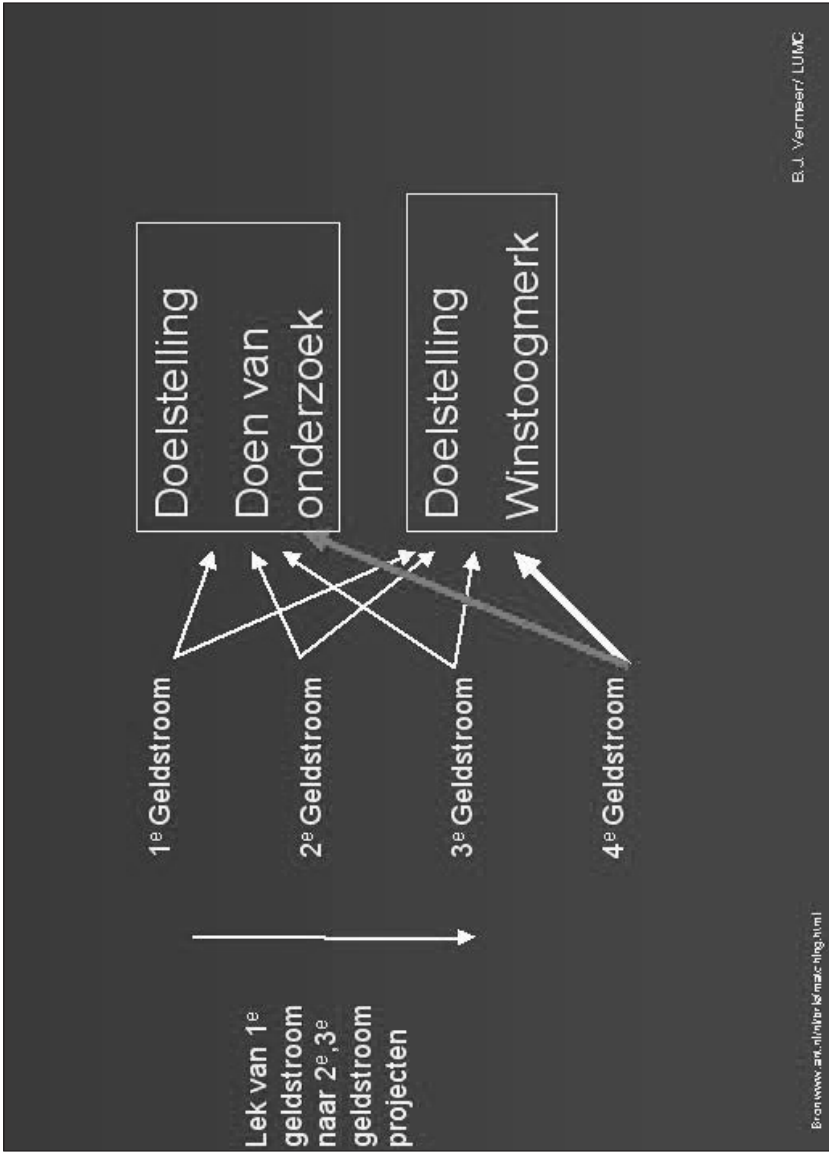 Lek van 1e
geldstroom
naar 2e,3e
geldstroom
projecten
1e Geldstroom
2e Geldstroom
3e Geldstroom
4e Geldstroom
Doelstelling
Doen van
onderzoek
Doelstelling
Winstoogmerk
B.J. Vermeer/ LUMC